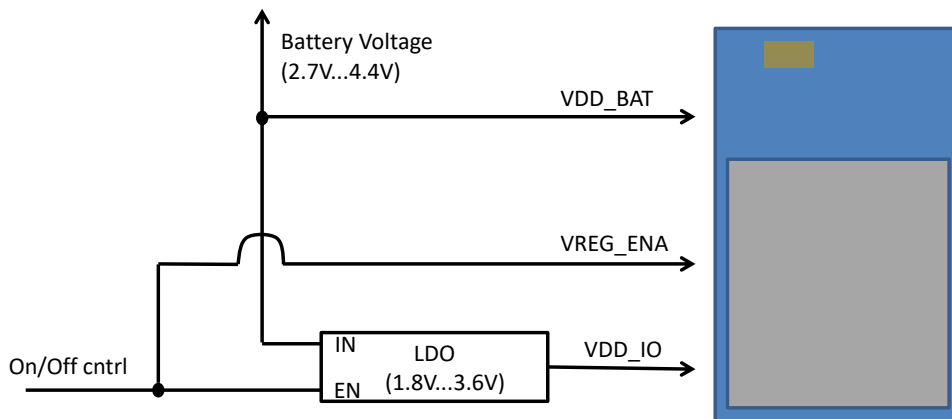 Battery Voltage
(2.7V...4.4V)
VDD_BAT
VREG_ENA
On/Off cntrl
IN
LDO
VDD_IO
EN
(1.8V...3.6V)